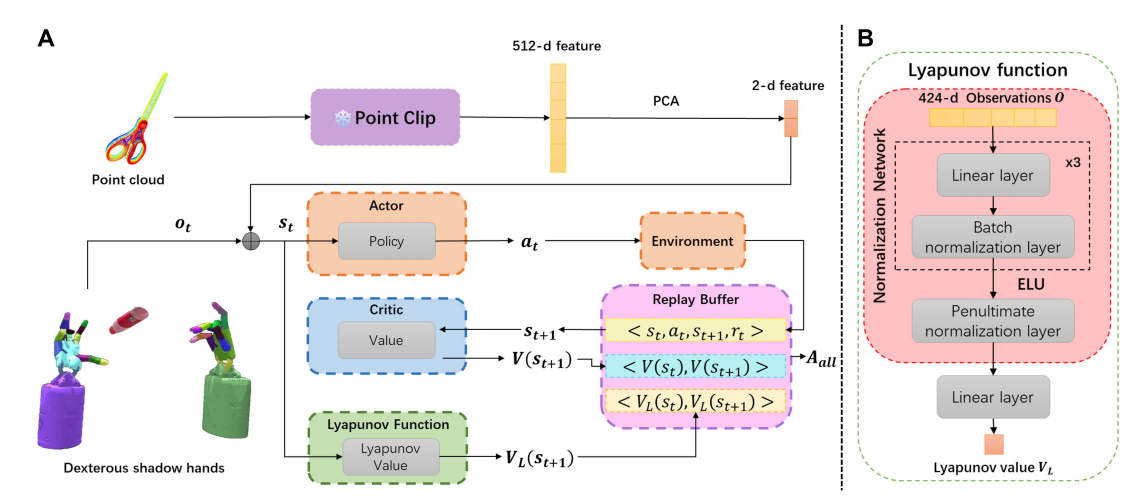 A
512-d feature
2-d feature
Point Clip
PCA
Point cloud
Actor
o_t
s_t
Policy
a_t
Environment
Replay Buffer
Critic
Value
s_{t+1}
< s_t, a_t, s_{t+1}, r_t >
V(s_{t+1})
< V(s_t), V(s_{t+1}) >
A_{all}
< V_L(s_t), V_L(s_{t+1}) >
Lyapunov Function
Lyapunov
Value
V_L(s_{t+1})
Dexterous shadow hands
B
Lyapunov function
424-d Observations O
Normalization Network
x3
Linear layer
Batch
normalization layer
ELU
Penultimate
normalization layer
Linear layer
Lyapunov value V_L